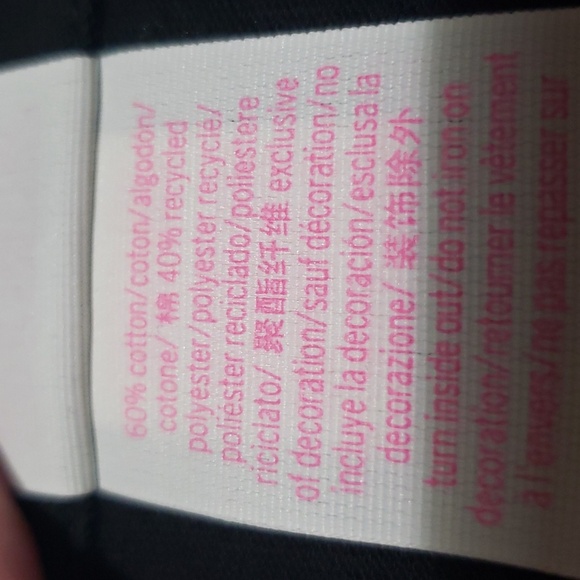 60% cotton/coton/algodón/
cotone/ 棉 40% recycled
polyester/polyester recyclé/
poliéster reciclado/poliestere
riciclato/ 聚酯纤维 exclusive
of decoration/sauf décoration/no
incluye la decoración/esclusa la
decorazione/ 装饰除外
turn inside out/do not iron on
decoration/retourner le vêtement
a l'envers/ne pas repasser sur